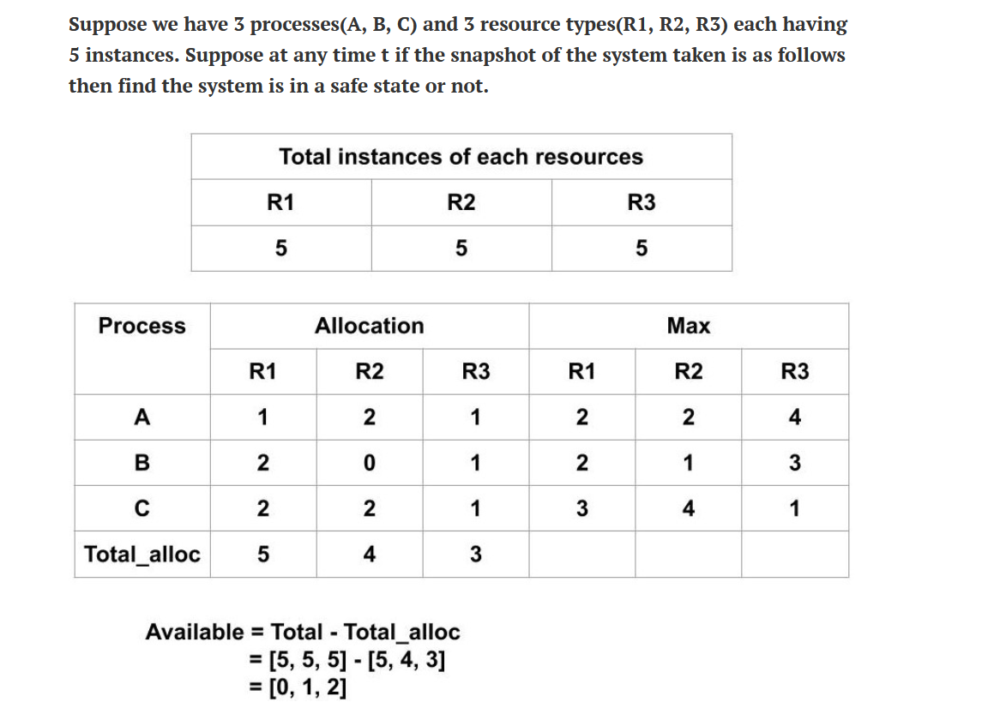 Suppose we have 3 processes(A, B, C) and 3 resource types(R1, R2, R3) each having
5 instances. Suppose at any time t if the snapshot of the system taken is as follows
then find the system is in a safe state or not.
Total instances of each resources
R1 R2 R3
5 5 5
Process Allocation Max
R1 R2 R3 R1 R2 R3
A 1 2 1 2 2 4
B 2 0 1 2 1 3
C 2 2 1 3 4 1
Total_alloc 5 4 3
Available = Total - Total_alloc
= [5, 5, 5] - [5, 4, 3]
= [0, 1, 2]